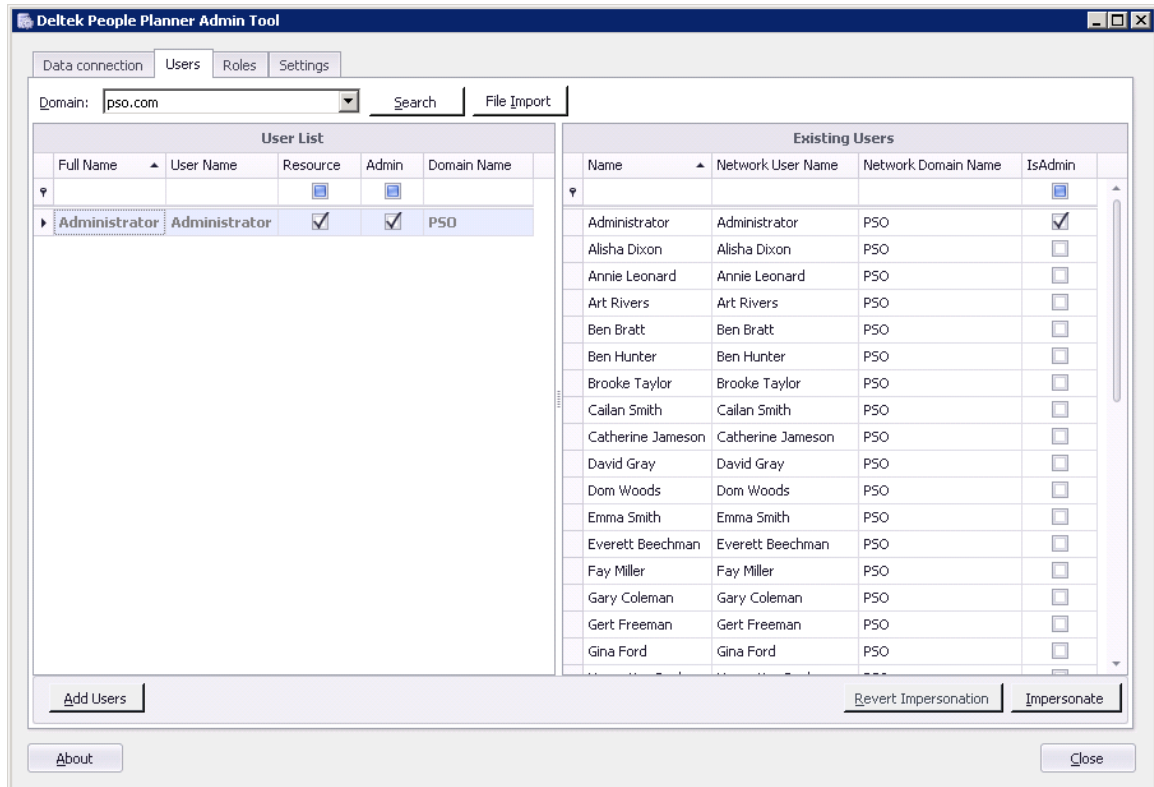 Deltek People Planner Admin Tool
Data connection Users Roles Settings
Domain: pso.com Search File Import
User List Existing Users
Full Name User Name Resource Admin Domain Name Name Network User Name Network Domain Name IsAdmin
Administrator Administrator PSO Administrator Administrator PSO
Alisha Dixon Alisha Dixon PSO
Annie Leonard Annie Leonard PSO
Art Rivers Art Rivers PSO
Ben Bratt Ben Bratt PSO
Ben Hunter Ben Hunter PSO
Brooke Taylor Brooke Taylor PSO
Cailan Smith Cailan Smith PSO
Catherine Jameson Catherine Jameson PSO
David Gray David Gray PSO
Dom Woods Dom Woods PSO
Emma Smith Emma Smith PSO
Everett Beechman Everett Beechman PSO
Fay Miller Fay Miller PSO
Gary Coleman Gary Coleman PSO
Gert Freeman Gert Freeman PSO
Gina Ford Gina Ford PSO
Add Users Revert Impersonation Impersonate
About Close